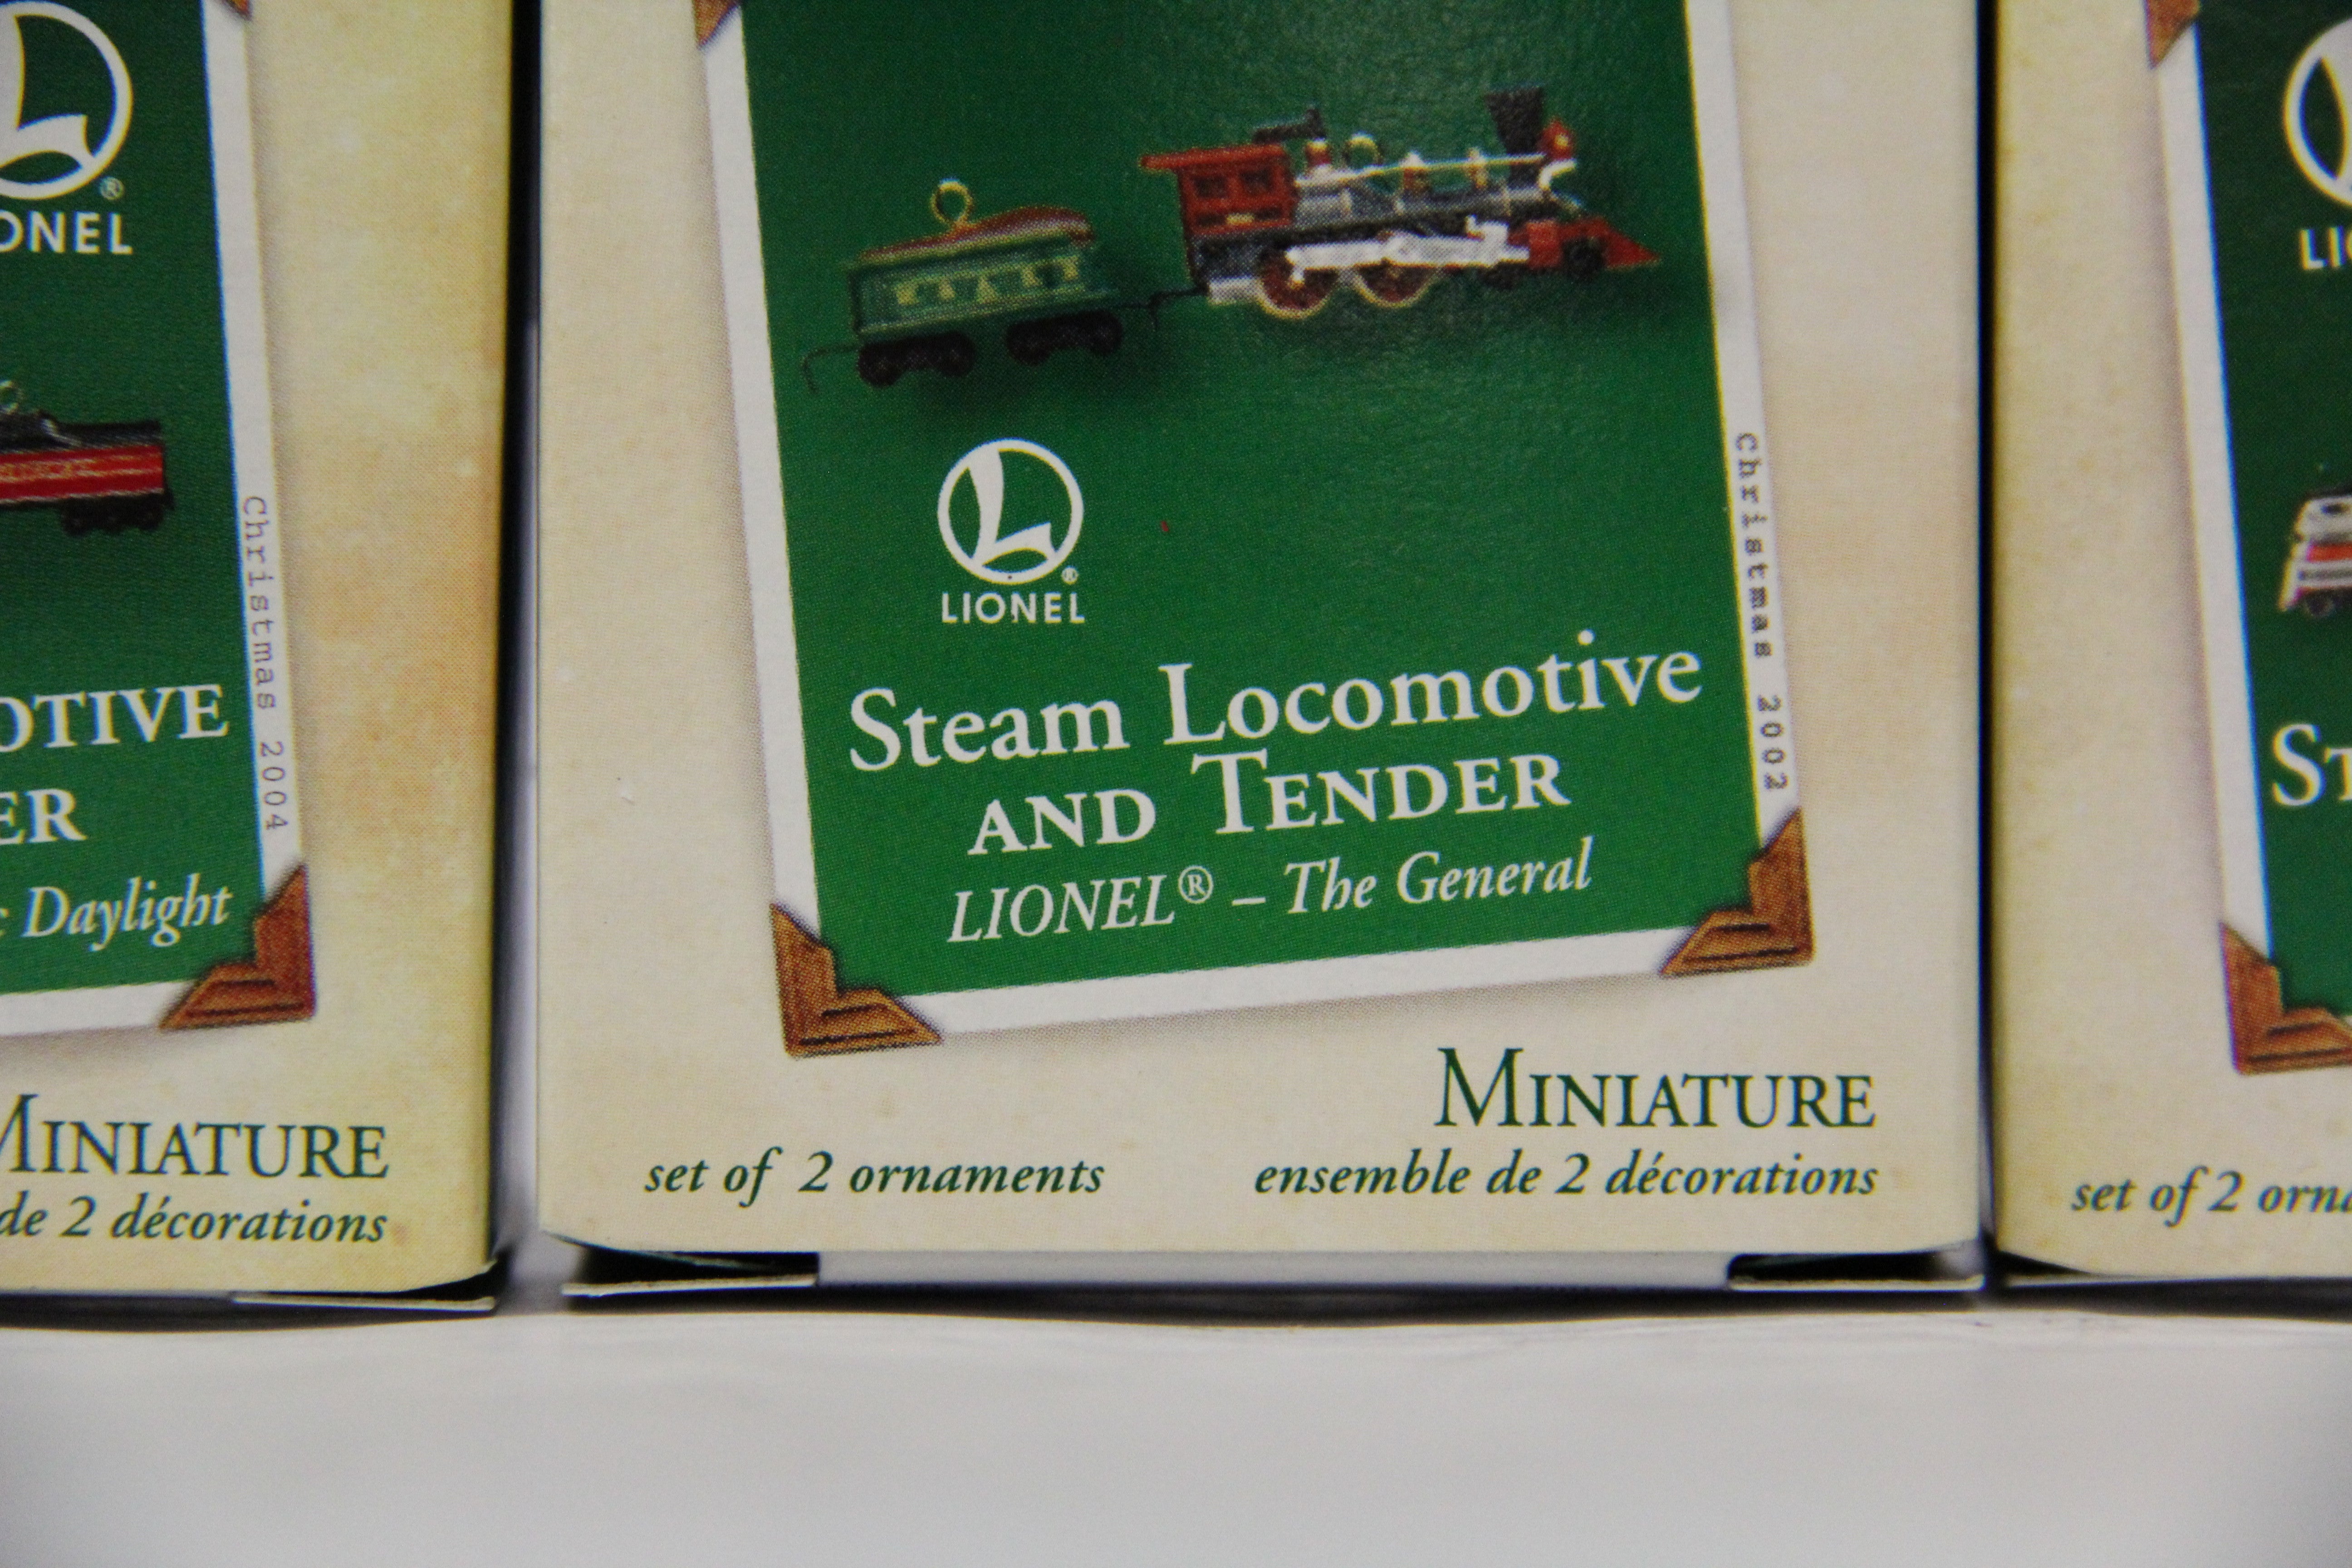 ONEL
®
OTIVE
ER
Daylight
Christmas 2004
MINIATURE
de 2 décorations
®
LIONEL
Steam Locomotive
AND TENDER
LIONEL® – The General
Christmas 2002
MINIATURE
set of 2 ornaments
ensemble de 2 décorations
LIO
ST
set of 2 orna